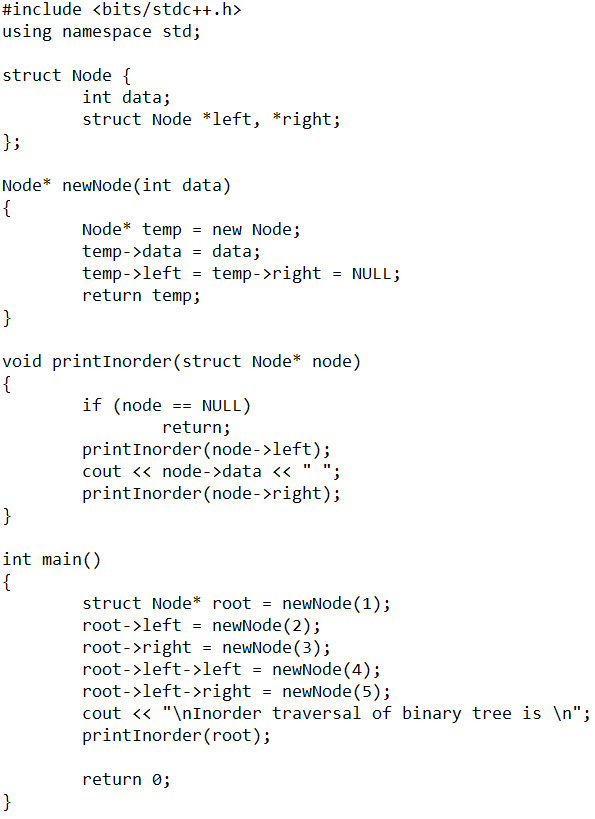 #include <bits/stdc++.h>
using namespace std;

struct Node {
        int data;
        struct Node *left, *right;
};

Node* newNode(int data)
{
        Node* temp = new Node;
        temp->data = data;
        temp->left = temp->right = NULL;
        return temp;
}

void printInorder(struct Node* node)
{
        if (node == NULL)
                return;
        printInorder(node->left);
        cout << node->data << " ";
        printInorder(node->right);
}

int main()
{
        struct Node* root = newNode(1);
        root->left = newNode(2);
        root->right = newNode(3);
        root->left->left = newNode(4);
        root->left->right = newNode(5);
        cout << "\nInorder traversal of binary tree is \n";
        printInorder(root);

        return 0;
}